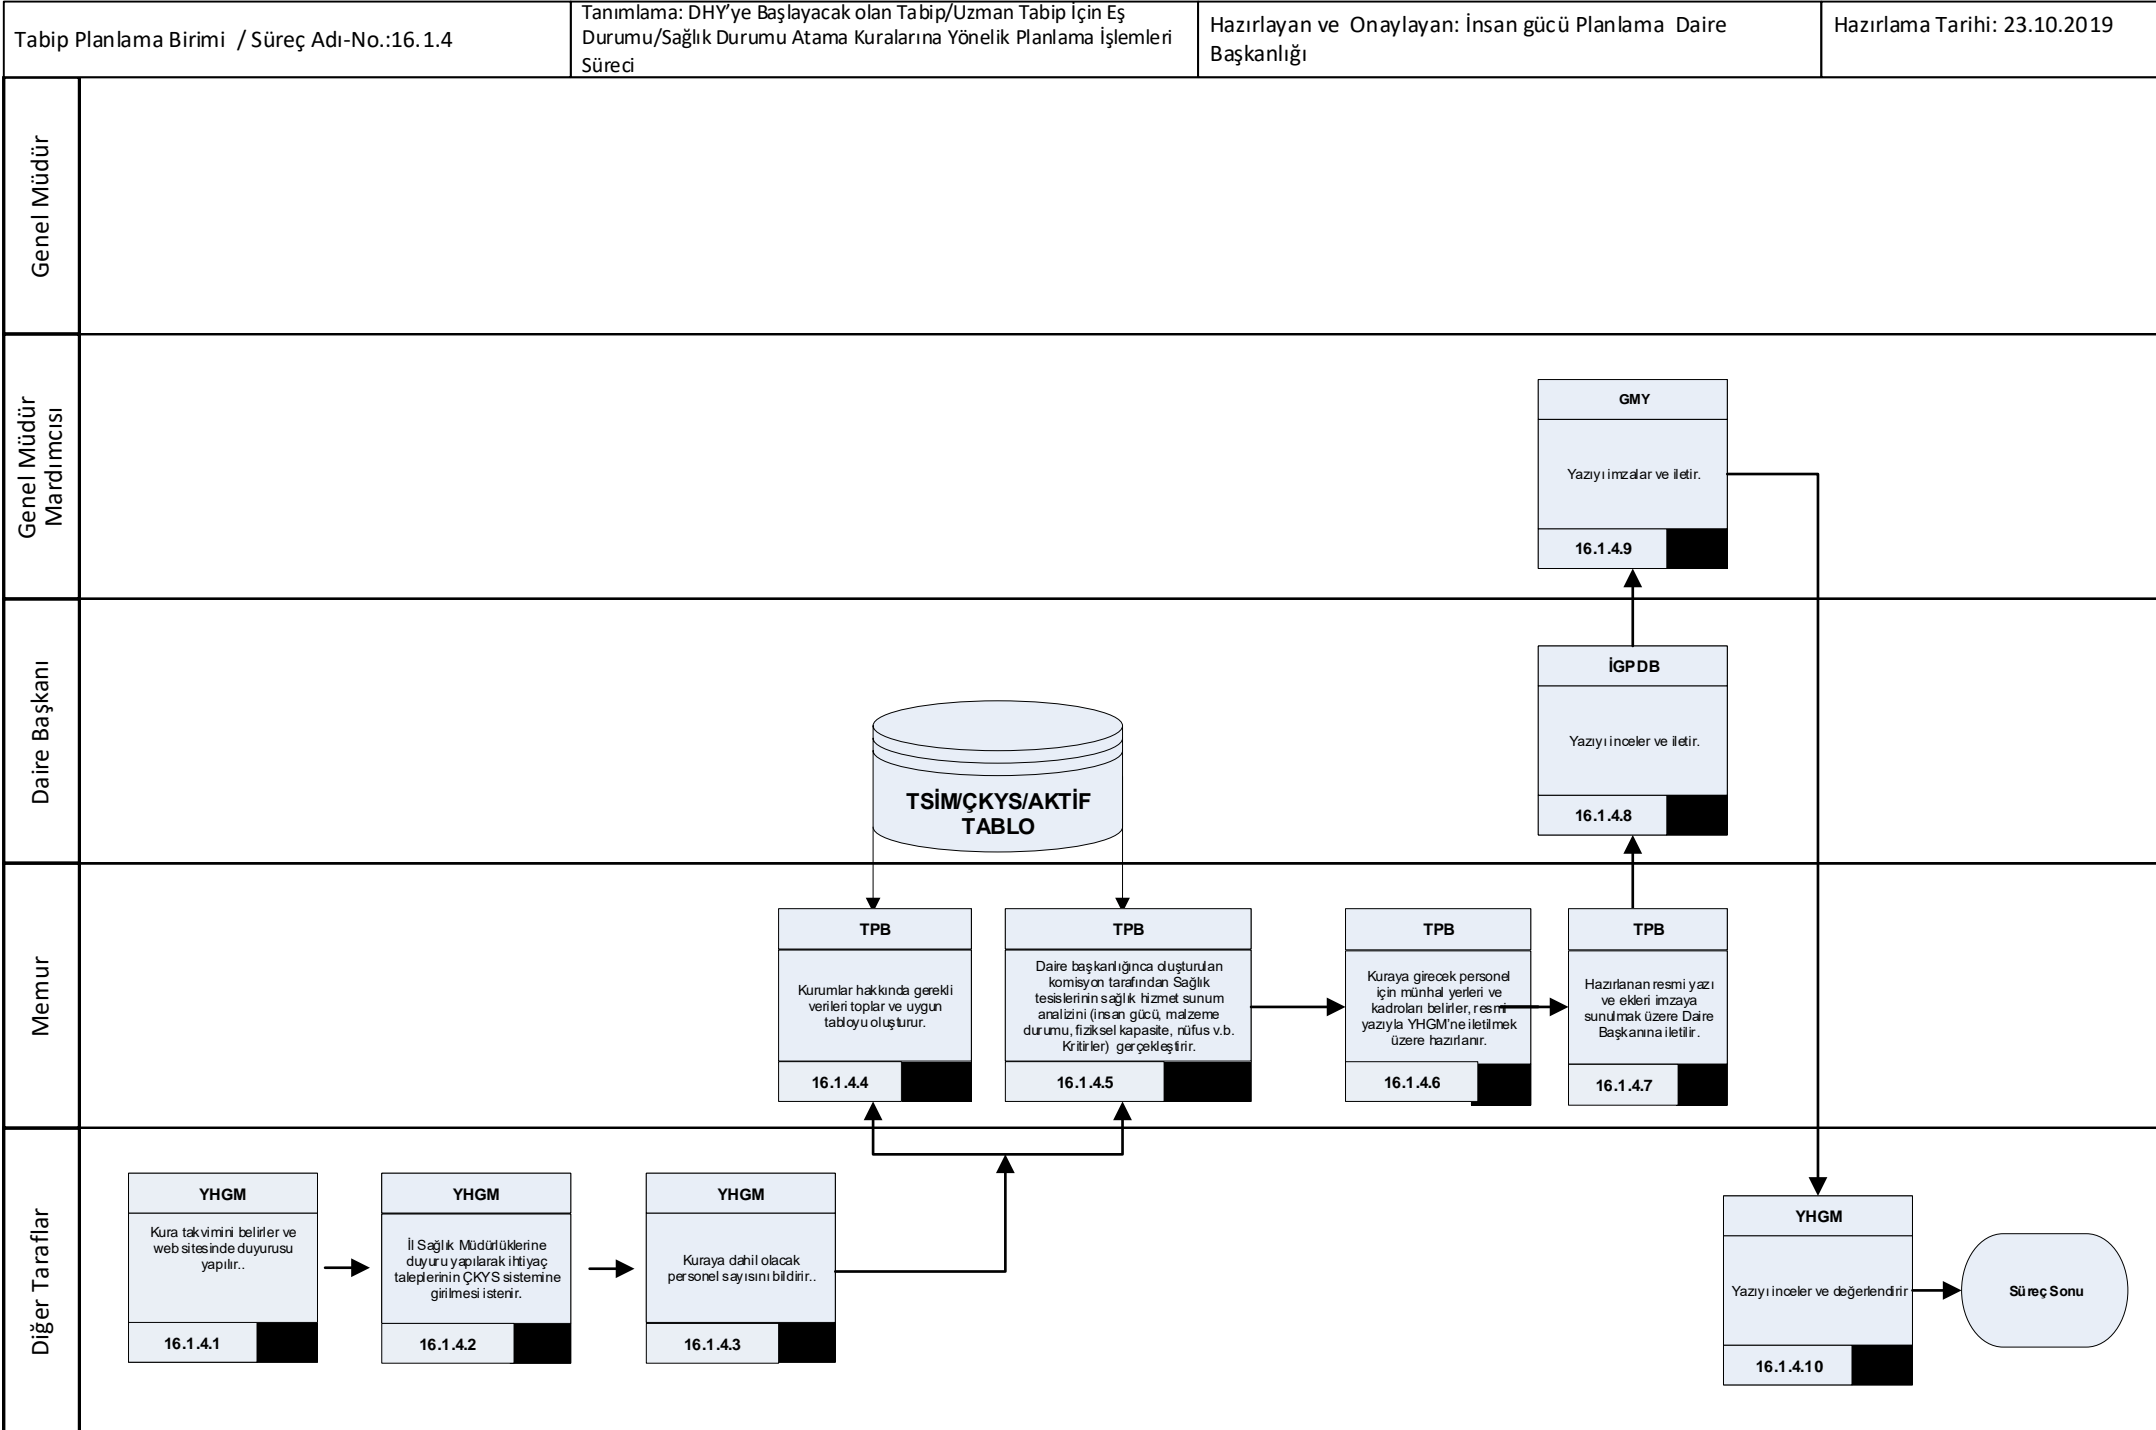 Tabip Planlama Birimi / Süreç Adı-No.:16.1.4
Tanımlama: DHY'ye Başlayacak olan Tabip/Uzman Tabip İçin Eş
Durumu/Sağlık Durumu Atama Kuralarına Yönelik Planlama İşlemleri
Süreci
Hazırlayan ve Onaylayan: İnsan gücü Planlama Daire
Başkanlığı
Hazırlama Tarihi: 23.10.2019
Genel Müdür
Genel Müdür
Mardımcısı
GMY
Yazıyı imzalar ve iletir.
16.1.4.9
Daire Başkanı
TSİM/ÇKYS/AKTİF
TABLO
İGPDB
Yazıyı inceler ve iletir.
16.1.4.8
Memur
TPB
Kurumlar hakkında gerekli
verileri toplar ve uygun
tabloyu oluşturur.
16.1.4.4
TPB
Daire başkanlığınca oluşturulan
komisyon tarafından Sağlık
tesislerinin sağlık hizmet sunum
analizini (insan gücü, malzeme
durumu, fiziksel kapasite, nüfus v.b.
Kritirler) gerçekleştirir.
16.1.4.5
TPB
Kuraya girecek personel
için münhal yerleri ve
kadroları belirler, resmi
yazıyla YHGM'ne iletilmek
üzere hazırlanır.
16.1.4.6
TPB
Hazırlanan resmi yazı
ve ekleri imzaya
sunulmak üzere Daire
Başkanına iletilir.
16.1.4.7
Diğer Taraflar
YHGM
Kura takvimini belirler ve
web sitesinde duyurusu
yapılır..
16.1.4.1
YHGM
İl Sağlık Müdürlüklerine
duyuru yapılarak ihtiyaç
taleplerinin ÇKYS sistemine
girilmesi istenir.
16.1.4.2
YHGM
Kuraya dahil olacak
personel sayısını bildirir..
16.1.4.3
YHGM
Yazıyı inceler ve değerlendirir
16.1.4.10
Süreç Sonu